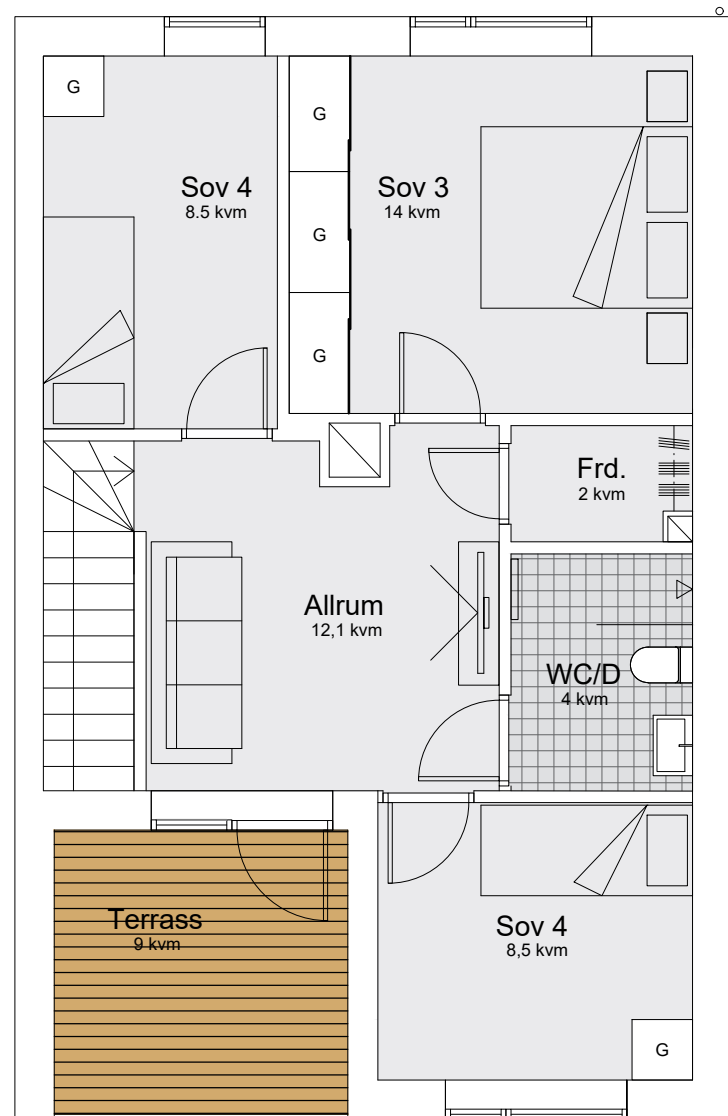 G
G
Sov 4
8.5 kvm
Sov 3
14 kvm
G
G
Frd.
2 kvm
Allrum
12,1 kvm
WC/D
4 kvm
Terrass
9 kvm
Sov 4
8,5 kvm
G